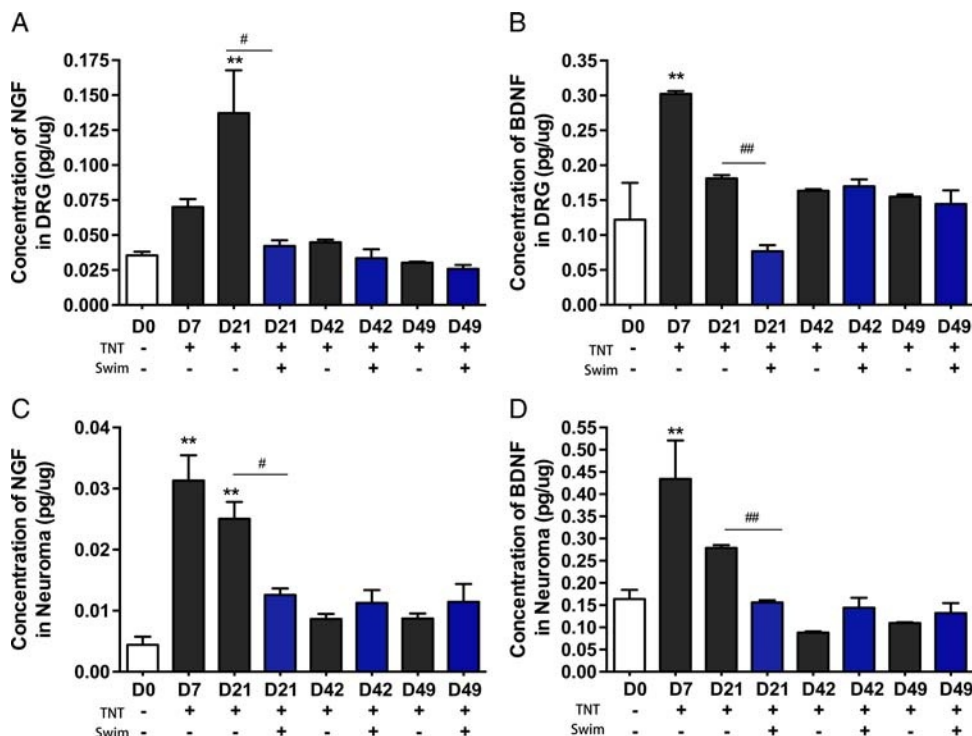 A
Concentration of NGF
in DRG (pg/ug)
0.175
0.150
0.125
0.100
0.075
0.050
0.025
0.000
#
**
D0 D7 D21 D21 D42 D42 D49 D49
TNT - + + + + + + +
Swim - - - + - + - +
B
Concentration of BDNF
in DRG (pg/ug)
0.35
0.30
0.25
0.20
0.15
0.10
0.05
0.00
**
##
D0 D7 D21 D21 D42 D42 D49 D49
TNT - + + + + + + +
Swim - - - + - + - +
C
Concentration of NGF
in Neuroma (pg/ug)
0.04
0.03
0.02
0.01
0.00
**
**
#
D0 D7 D21 D21 D42 D42 D49 D49
TNT - + + + + + + +
Swim - - - + - + - +
D
Concentration of BDNF
in Neuroma (pg/ug)
0.55
0.50
0.45
0.40
0.35
0.30
0.25
0.20
0.15
0.10
0.05
0.00
**
##
D0 D7 D21 D21 D42 D42 D49 D49
TNT - + + + + + + +
Swim - - - + - + - +